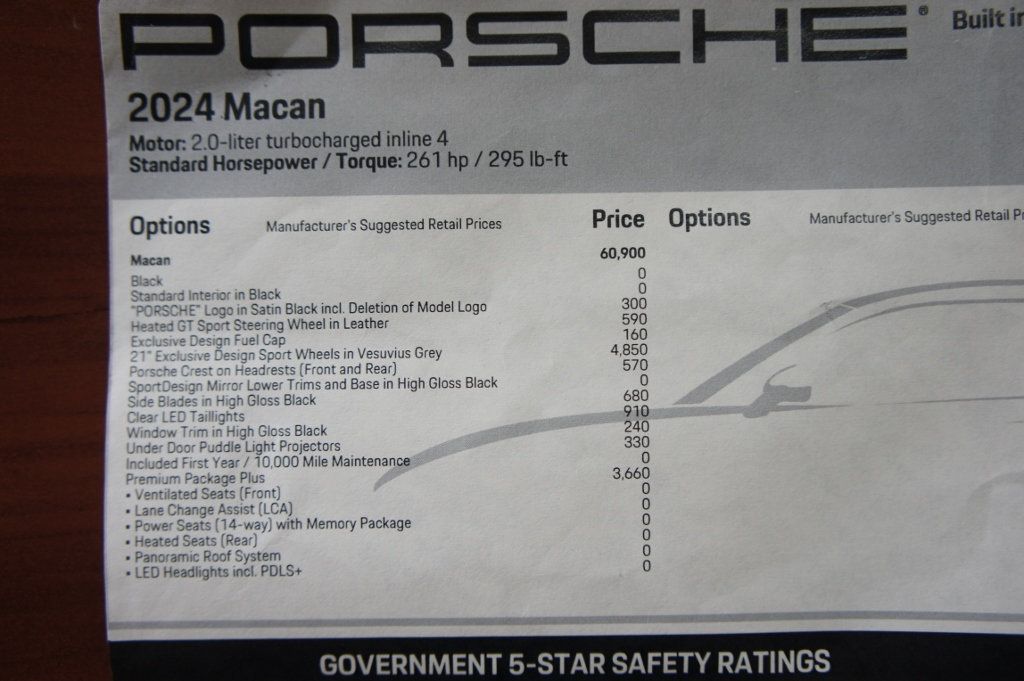 PORSCHE®
Built in
2024 Macan
Motor: 2.0-liter turbocharged inline 4
Standard Horsepower / Torque: 261 hp / 295 lb-ft
Options Manufacturer's Suggested Retail Prices Price Options Manufacturer's Suggested Retail
Macan 60,900
Black 0
Standard Interior in Black 0
"PORSCHE" Logo in Satin Black incl. Deletion of Model Logo 300
Heated GT Sport Steering Wheel in Leather 590
Exclusive Design Fuel Cap 160
21" Exclusive Design Sport Wheels in Vesuvius Grey 4,850
Porsche Crest on Headrests (Front and Rear) 570
SportDesign Mirror Lower Trims and Base in High Gloss Black 0
Side Blades in High Gloss Black 680
Clear LED Taillights 910
Window Trim in High Gloss Black 240
Under Door Puddle Light Projectors 330
Included First Year / 10,000 Mile Maintenance 0
Premium Package Plus 3,660
• Ventilated Seats (Front) 0
• Lane Change Assist (LCA) 0
• Power Seats (14-way) with Memory Package 0
• Heated Seats (Rear) 0
• Panoramic Roof System 0
• LED Headlights incl. PDLS+ 0
GOVERNMENT 5-STAR SAFETY RATINGS